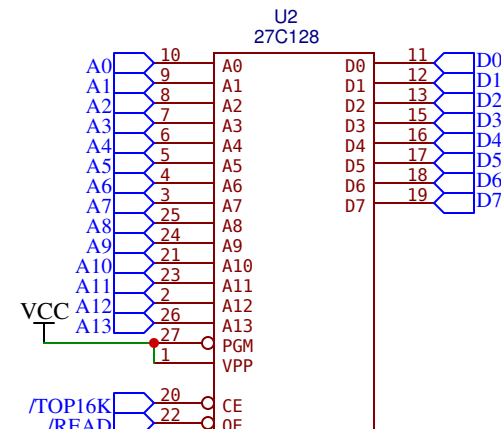 U2
27C128
A0 10 A0 D0 11 D0
A1 9 A1 D1 12 D1
A2 8 A2 D2 13 D2
A3 7 A3 D3 15 D3
A4 6 A4 D4 16 D4
A5 5 A5 D5 17 D5
A6 4 A6 D6 18 D6
A7 3 A7 D7 19 D7
A8 25 A8
A9 24 A9
A10 21 A10
A11 23 A11
A12 2 A12
A13 26 A13
VCC 27 PGM
1 VPP
/TOP16K 20 CE
/READ 22 OE